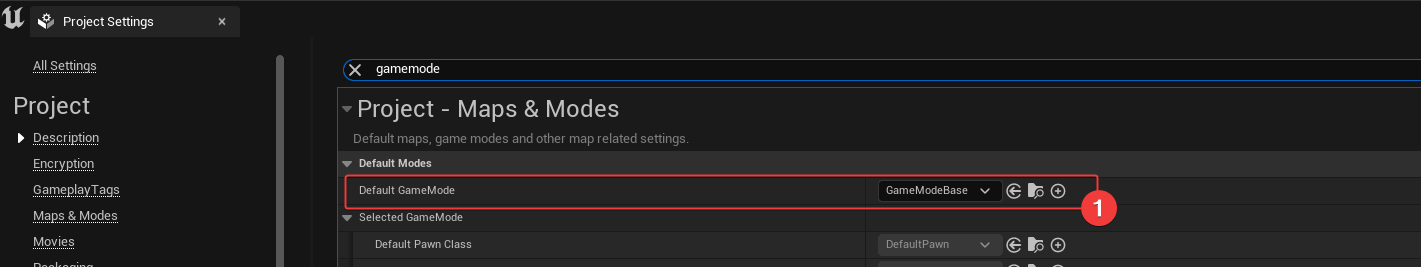 Project Settings
All Settings
Project
Description
Encryption
GameplayTags
Maps & Modes
Movies
Packaging
gamemode
Project - Maps & Modes
Default maps, game modes and other map related settings.
Default Modes
Default GameMode
GameModeBase
1
Selected GameMode
Default Pawn Class
DefaultPawn